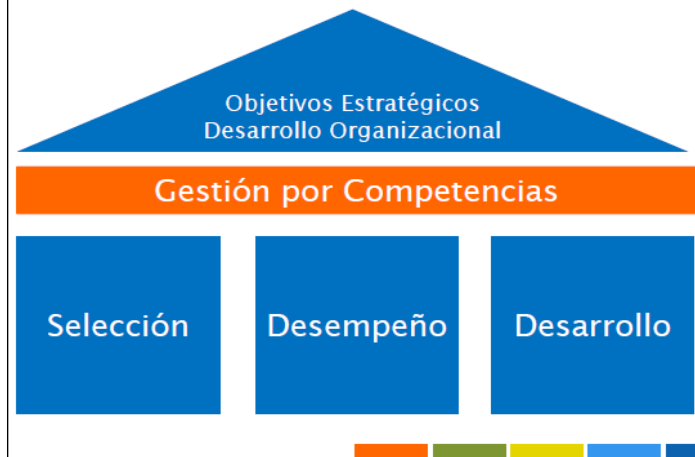 Objetivos Estratégicos
Desarrollo Organizacional
Gestión por Competencias
Selección
Desempeño
Desarrollo